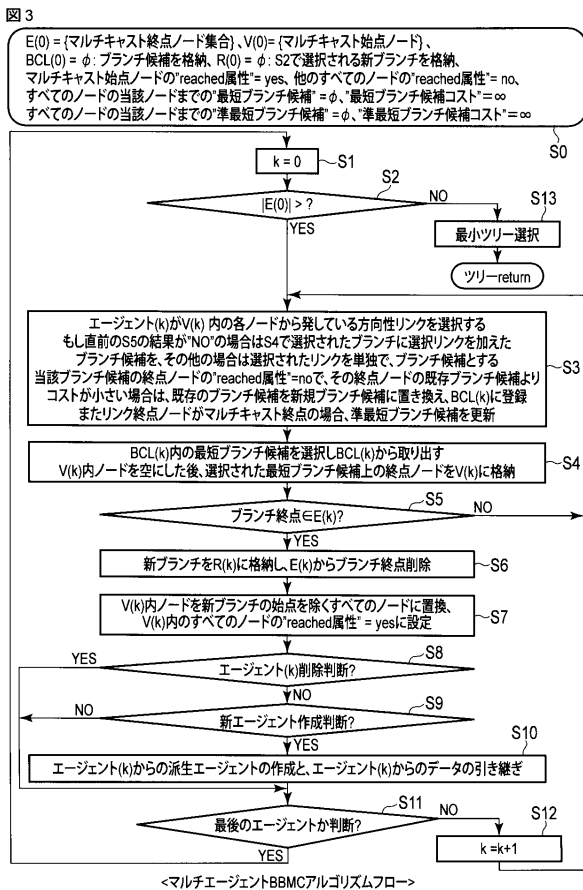 図３
E(0) = {マルチキャスト終点ノード集合}、V(0)= {マルチキャスト始点ノード}、
BCL(0) = φ: ブランチ候補を格納、R(0) = φ: S2で選択される新ブランチを格納、
マルチキャスト始点ノードの"reached属性"= yes、他のすべてのノードの"reached属性"= no、
すべてのノードの当該ノードまでの"最短ブランチ候補" =φ、"最短ブランチ候補コスト"＝∞
すべてのノードの当該ノードまでの"準最短ブランチ候補" =φ、"準最短ブランチ候補コスト"＝∞
S0
k = 0
S1
S2
|E(0)| > ?
NO
YES
S13
最小ツリー選択
ツリーreturn
エージェント(k)がV(k) 内の各ノードから発している方向性リンクを選択する
もし直前のS5の結果が"NO"の場合はS4で選択されたブランチに選択リンクを加えた
ブランチ候補を、その他の場合は選択されたリンクを単独で、ブランチ候補とする
当該ブランチ候補の終点ノードの"reached属性"=noで、その終点ノードの既存ブランチ候補より
コストが小さい場合は、既存のブランチ候補を新規ブランチ候補に置き換え、BCL(k)に登録
またリンク終点ノードがマルチキャスト終点の場合、準最短ブランチ候補を更新
S3
BCL(k)内の最短ブランチ候補を選択しBCL(k)から取り出す
V(k)内ノードを空にした後、選択された最短ブランチ候補上の終点ノードをV(k)に格納
S4
S5
ブランチ終点∈E(k)?
NO
YES
新ブランチをR(k)に格納し、E(k)からブランチ終点削除
S6
V(k)内ノードを新ブランチの始点を除くすべてのノードに置換、
V(k)内のすべてのノードの"reached属性" = yesに設定
S7
YES
S8
エージェント(k)削除判断?
NO
NO
S9
新エージェント作成判断?
YES
S10
エージェント(k)からの派生エージェントの作成と、エージェント(k)からのデータの引き継ぎ
S11
最後のエージェントか判断?
NO
YES
S12
k =k+1
<マルチエージェントBBMCアルゴリズムフロー>